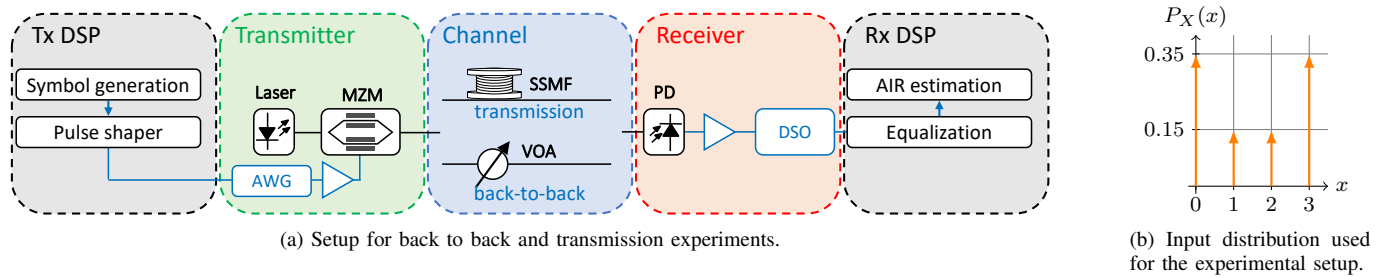 Tx DSP
Symbol generation
Pulse shaper
Transmitter
Laser
MZM
AWG
Channel
SSMF
transmission
VOA
back-to-back
Receiver
PD
DSO
Rx DSP
AIR estimation
Equalization
(a) Setup for back to back and transmission experiments.
P_X(x)
0.35
0.15
0 1 2 3 x
(b) Input distribution used
for the experimental setup.